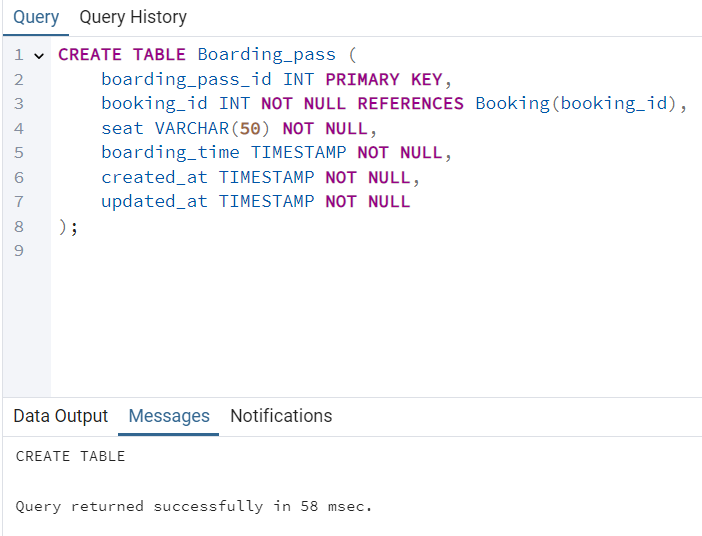 Query Query History
1 CREATE TABLE Boarding_pass (
2 boarding_pass_id INT PRIMARY KEY,
3 booking_id INT NOT NULL REFERENCES Booking(booking_id),
4 seat VARCHAR(50) NOT NULL,
5 boarding_time TIMESTAMP NOT NULL,
6 created_at TIMESTAMP NOT NULL,
7 updated_at TIMESTAMP NOT NULL
8 );
9
Data Output Messages Notifications
CREATE TABLE
Query returned successfully in 58 msec.